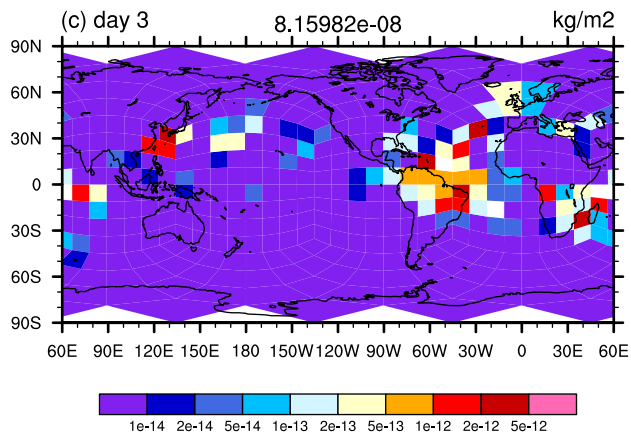 (c) day 3 8.15982e-08 kg/m2
90N
60N
30N
0
30S
60S
90S
60E 90E 120E 150E 180 150W 120W 90W 60W 30W 0 30E 60E
1e-14 2e-14 5e-14 1e-13 2e-13 5e-13 1e-12 2e-12 5e-12